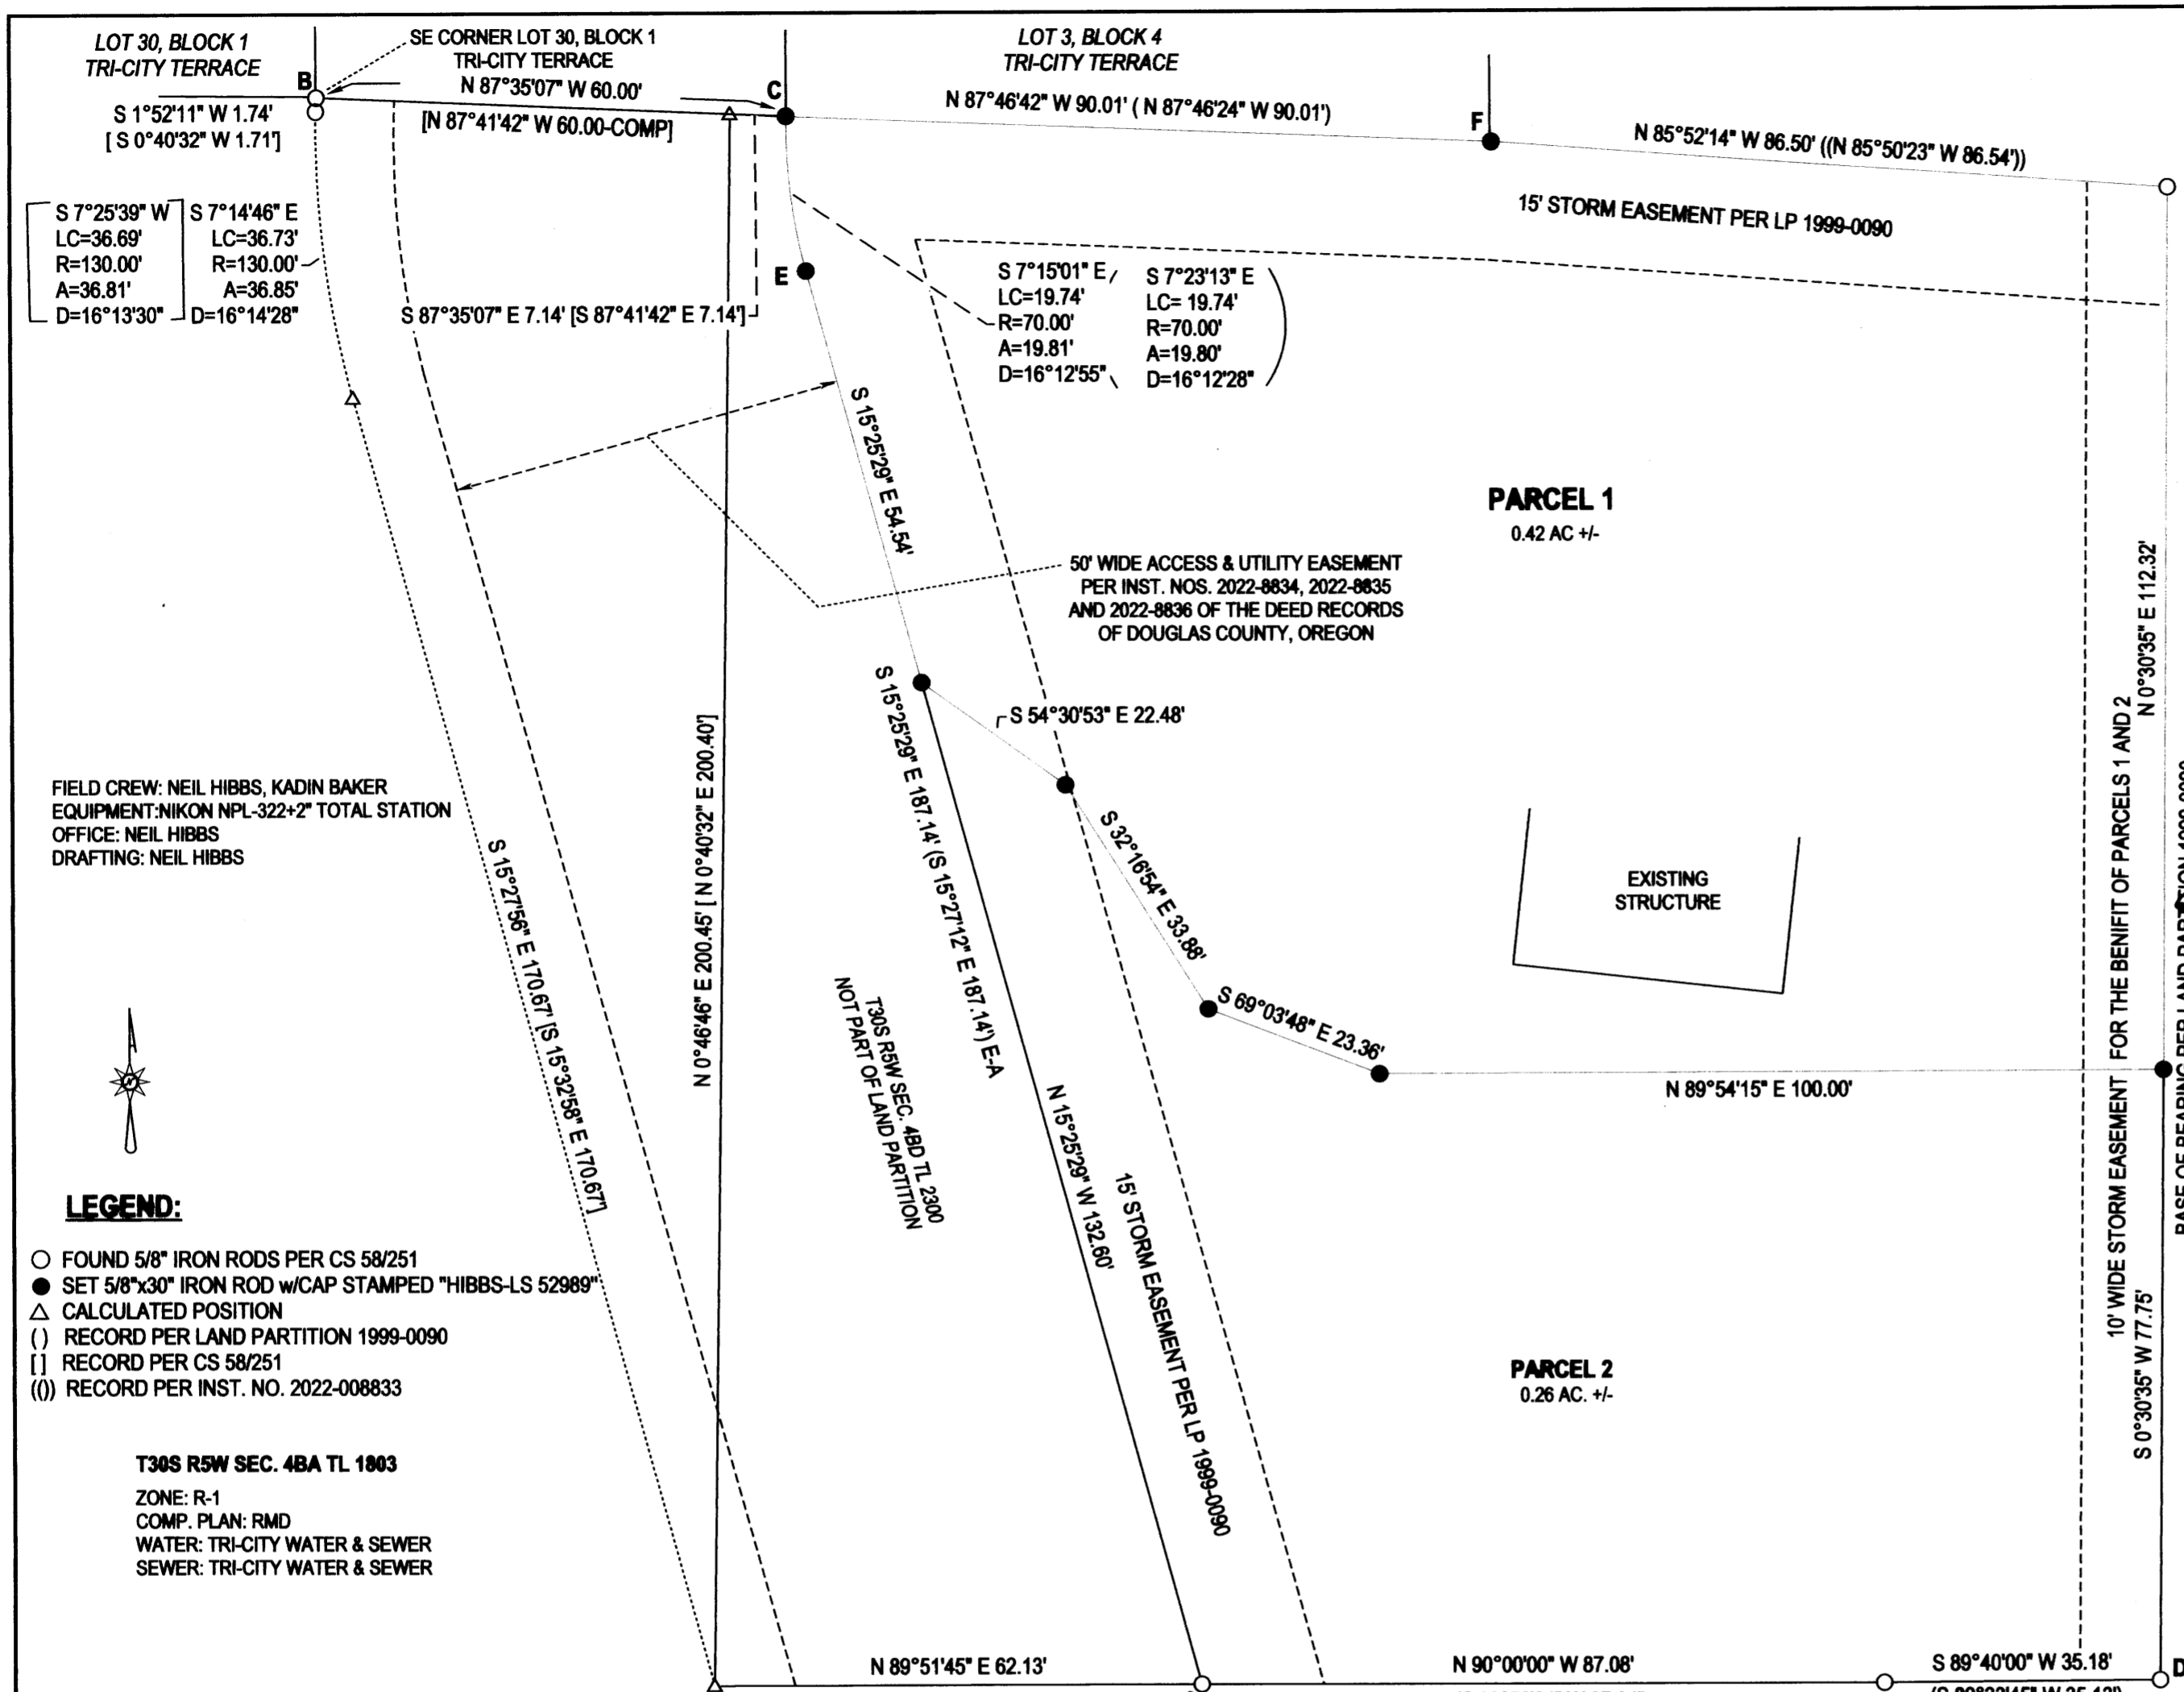 LOT 30, BLOCK 1
TRI-CITY TERRACE
SE CORNER LOT 30, BLOCK 1
TRI-CITY TERRACE
B
N 87°35'07" W 60.00'
[N 87°41'42" W 60.00-COMP]
C
LOT 3, BLOCK 4
TRI-CITY TERRACE
N 87°46'42" W 90.01' ( N 87°46'24" W 90.01')
F
N 85°52'14" W 86.50' ((N 85°50'23" W 86.54'))
S 1°52'11" W 1.74'
[ S 0°40'32" W 1.71']
15' STORM EASEMENT PER LP 1999-0090
S 7°25'39" W
LC=36.69'
R=130.00'
A=36.81'
D=16°13'30"
S 7°14'46" E
LC=36.73'
R=130.00'
A=36.85'
D=16°14'28"
E
S 87°35'07" E 7.14' [S 87°41'42" E 7.14']
S 7°15'01" E
LC=19.74'
R=70.00'
A=19.81'
D=16°12'55"
S 7°23'13" E
LC= 19.74'
R=70.00'
A=19.80'
D=16°12'28"
S 15°25'29" E 54.54'
PARCEL 1
0.42 AC +/-
50' WIDE ACCESS & UTILITY EASEMENT
PER INST. NOS. 2022-8834, 2022-8835
AND 2022-8836 OF THE DEED RECORDS
OF DOUGLAS COUNTY, OREGON
N 0°30'35" E 112.32'
S 54°30'53" E 22.48'
S 15°25'29" E 187.14' (S 15°27'12" E 187.14') E-A
N 0°46'46" E 200.45' [ N 0°40'32" E 200.40']
S 32°16'54" E 33.88'
FIELD CREW: NEIL HIBBS, KADIN BAKER
EQUIPMENT:NIKON NPL-322+2" TOTAL STATION
OFFICE: NEIL HIBBS
DRAFTING: NEIL HIBBS
S 15°27'56" E 170.67' [S 15°32'58" E 170.67']
EXISTING
STRUCTURE
S 69°03'48" E 23.36'
N 89°54'15" E 100.00'
T30S R5W SEC. 4BD TL 2300
NOT PART OF LAND PARTITION
N 15°25'29" W 132.60'
15' STORM EASEMENT PER LP 1999-0090
10' WIDE STORM EASEMENT FOR THE BENIFIT OF PARCELS 1 AND 2
S 0°30'35" W 77.75'
LEGEND:
FOUND 5/8" IRON RODS PER CS 58/251
SET 5/8"x30" IRON ROD w/CAP STAMPED "HIBBS-LS 52989"
CALCULATED POSITION
( ) RECORD PER LAND PARTITION 1999-0090
[ ] RECORD PER CS 58/251
(()) RECORD PER INST. NO. 2022-008833
PARCEL 2
0.26 AC. +/-
T30S R5W SEC. 4BA TL 1803
ZONE: R-1
COMP. PLAN: RMD
WATER: TRI-CITY WATER & SEWER
SEWER: TRI-CITY WATER & SEWER
N 89°51'45" E 62.13'
N 90°00'00" W 87.08'
S 89°40'00" W 35.18'
D